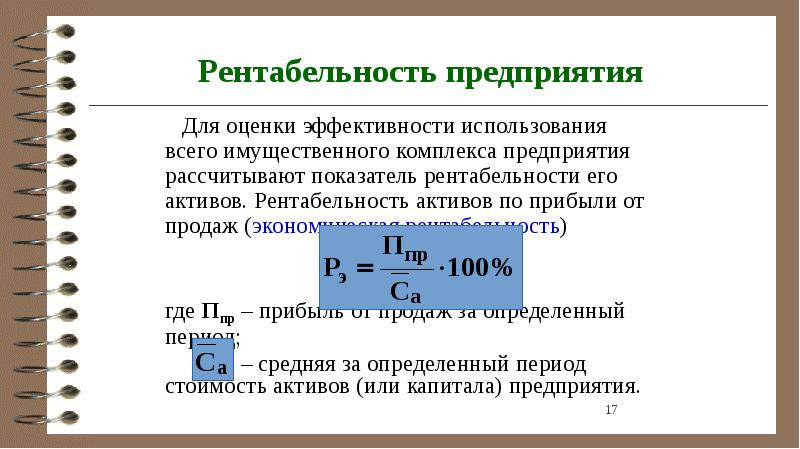 Рентабельность предприятия
Для оценки эффективности использования
всего имущественного комплекса предприятия
рассчитывают показатель рентабельности его
активов. Рентабельность активов по прибыли от
продаж (экономическая рентабельность)
Рэ = Ппр / С̅а ·100%
где Ппр – прибыль от продаж за определенный
период;
С̅а – средняя за определенный период
стоимость активов (или капитала) предприятия.
17